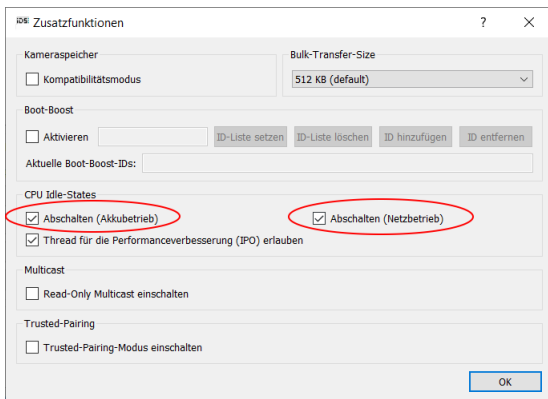 iDS: Zusatzfunktionen ?
Kameraspeicher
Kompatibilitätsmodus
Bulk-Transfer-Size
512 KB (default)
Boot-Boost
Aktivieren ID-Liste setzen ID-Liste löschen ID hinzufügen ID entfernen
Aktuelle Boot-Boost-IDs:
CPU Idle-States
Abschalten (Akkubetrieb) Abschalten (Netzbetrieb)
Thread für die Performanceverbesserung (IPO) erlauben
Multicast
Read-Only Multicast einschalten
Trusted-Pairing
Trusted-Pairing-Modus einschalten
OK